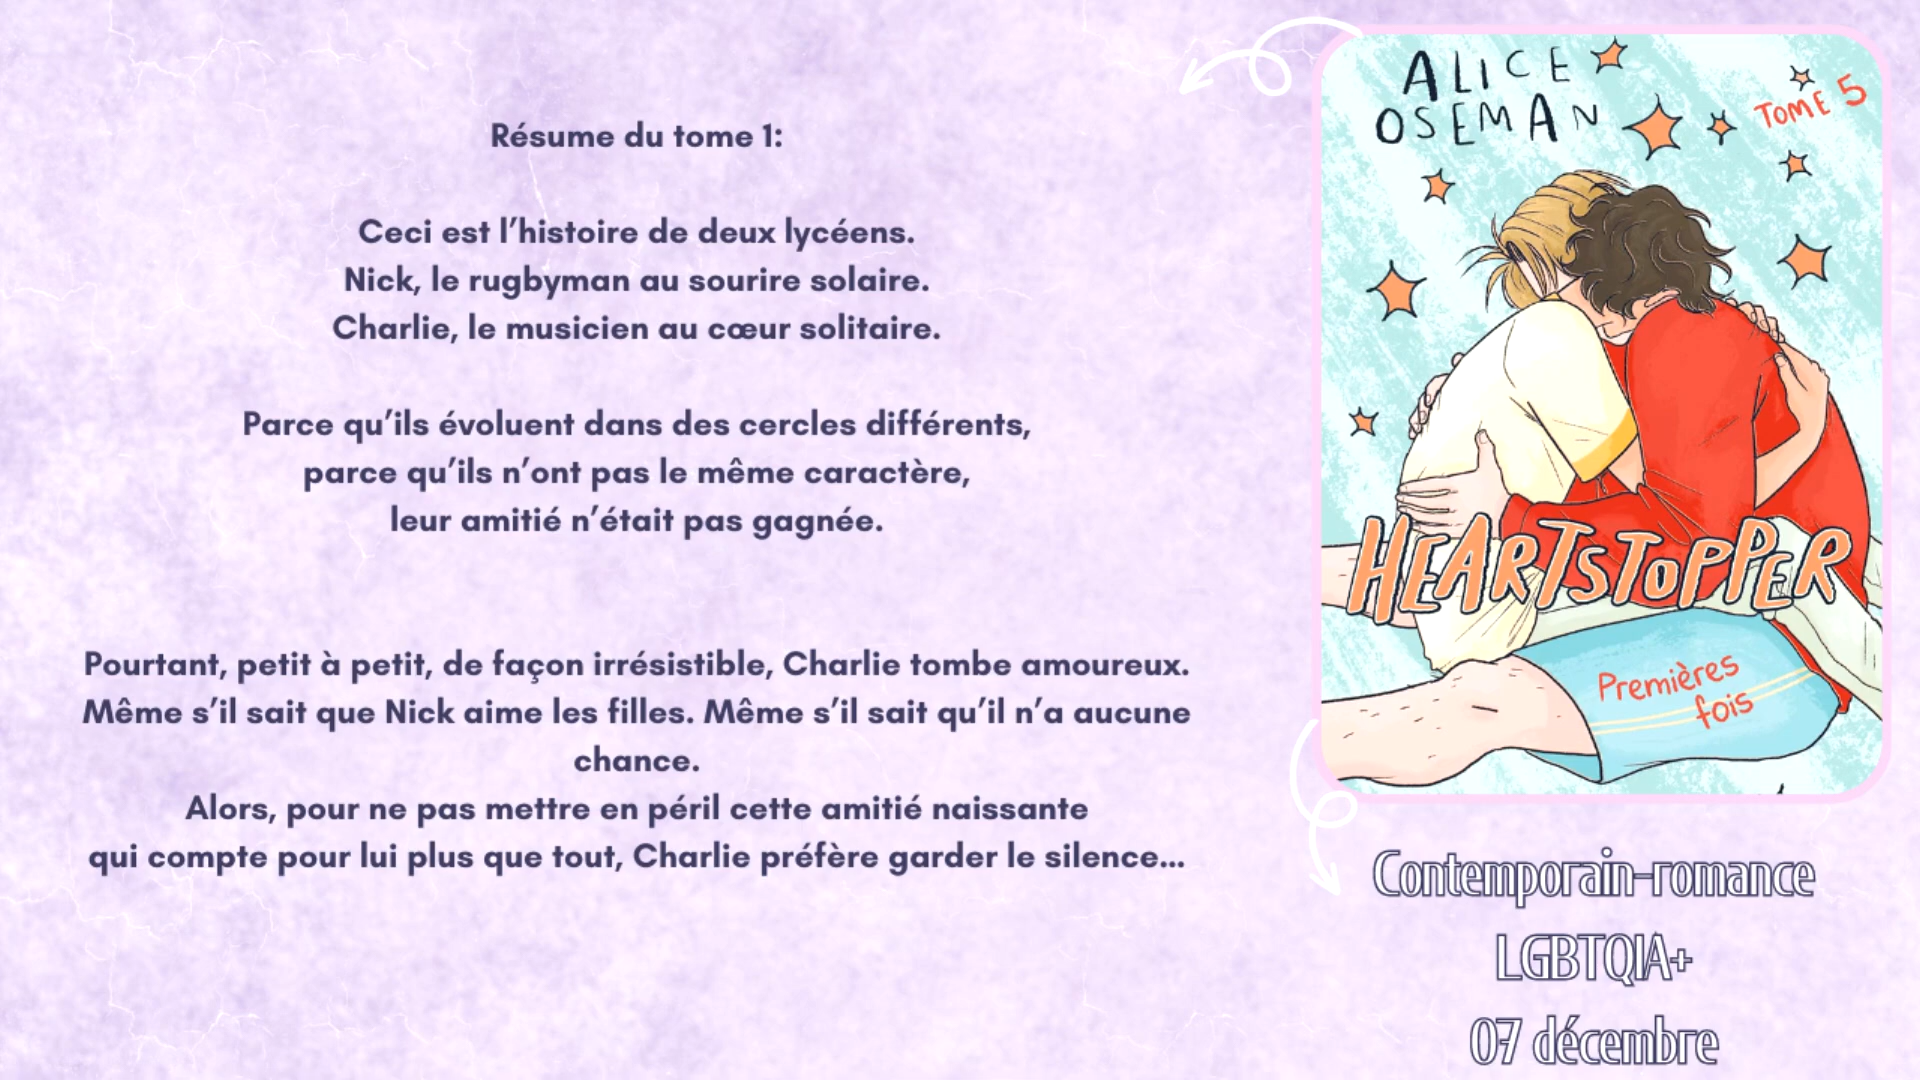 Résume du tome 1:
Ceci est l’histoire de deux lycéens.
Nick, le rugbyman au sourire solaire.
Charlie, le musicien au cœur solitaire.
Parce qu’ils évoluent dans des cercles différents,
parce qu’ils n’ont pas le même caractère,
leur amitié n’était pas gagnée.
Pourtant, petit à petit, de façon irrésistible, Charlie tombe amoureux.
Même s’il sait que Nick aime les filles. Même s’il sait qu’il n’a aucune
chance.
Alors, pour ne pas mettre en péril cette amitié naissante
qui compte pour lui plus que tout, Charlie préfère garder le silence...
ALICE
OSEMAN
TOME 5
HEARTSTOPPER
Premières
fois
Contemporain-romance
LGBTQIA+
07 décembre